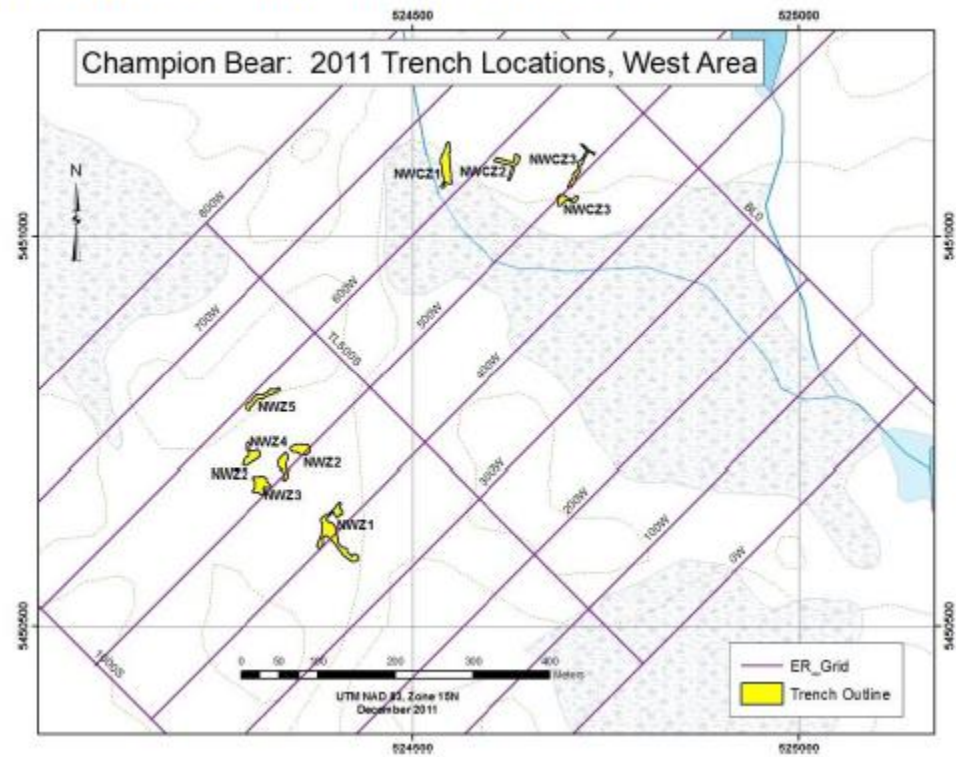 524500 525000
Champion Bear: 2011 Trench Locations, West Area
N
NWCZ1
NWCZ2
NWCZ3
NWCZ3
800W
BL0
5451000
5451000
700W
600W
500W
TL500S
400W
NWZ5
NWZ4
NWZ2
NWZ2
NWZ3
300W
NWZ1
200W
100W
0W
5450500
5450500
0 50 100 200 300 400
Meters
UTM NAD 83, Zone 15N
December 2011
ER_Grid
Trench Outline
524500 525000